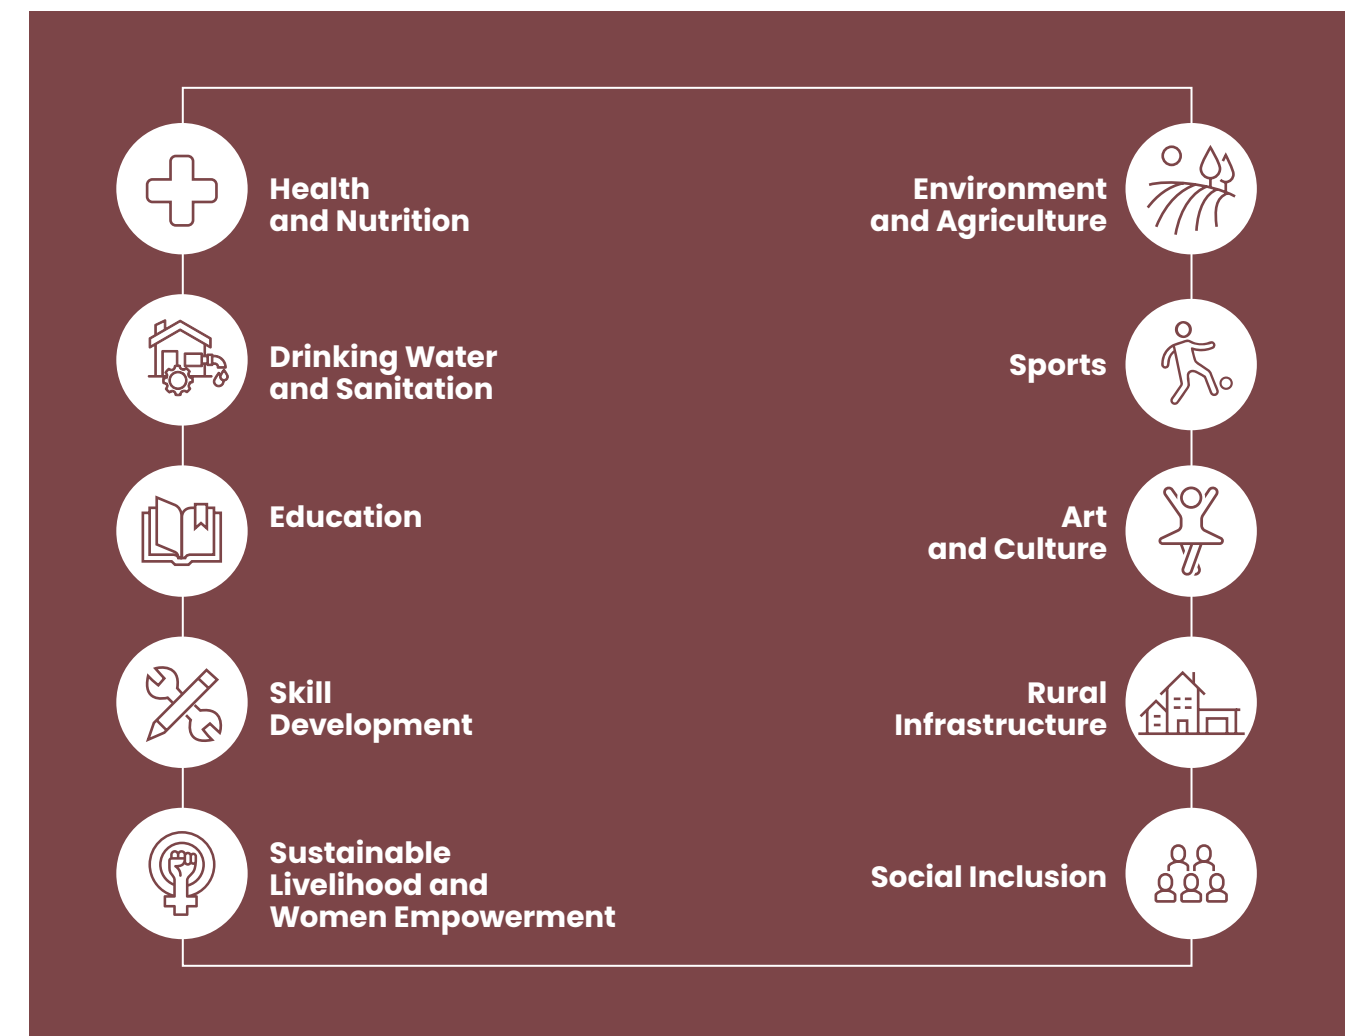 Health
and Nutrition
Drinking Water
and Sanitation
Education
Skill
Development
Sustainable
Livelihood and
Women Empowerment
Environment
and Agriculture
Sports
Art
and Culture
Rural
Infrastructure
Social Inclusion